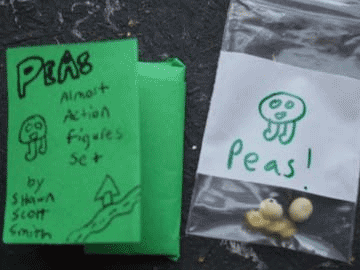 PEAS
Almost
Action
Figures
Set
by
Shawn
Scott
Smith
Peas!